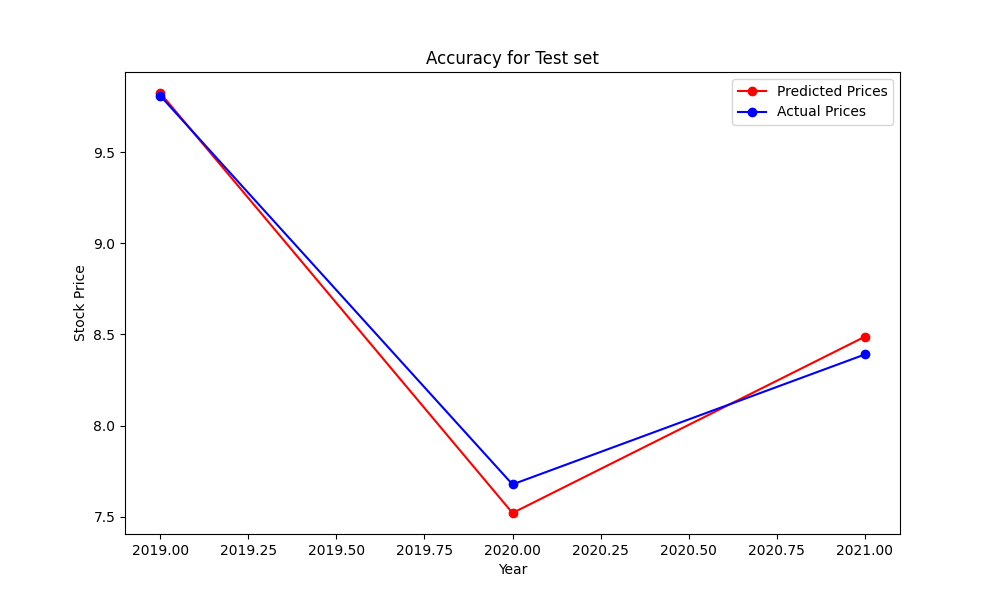 Accuracy for Test set
Predicted Prices
Actual Prices
Stock Price
9.5
9.0
8.5
8.0
7.5
2019.00 2019.25 2019.50 2019.75 2020.00 2020.25 2020.50 2020.75 2021.00
Year